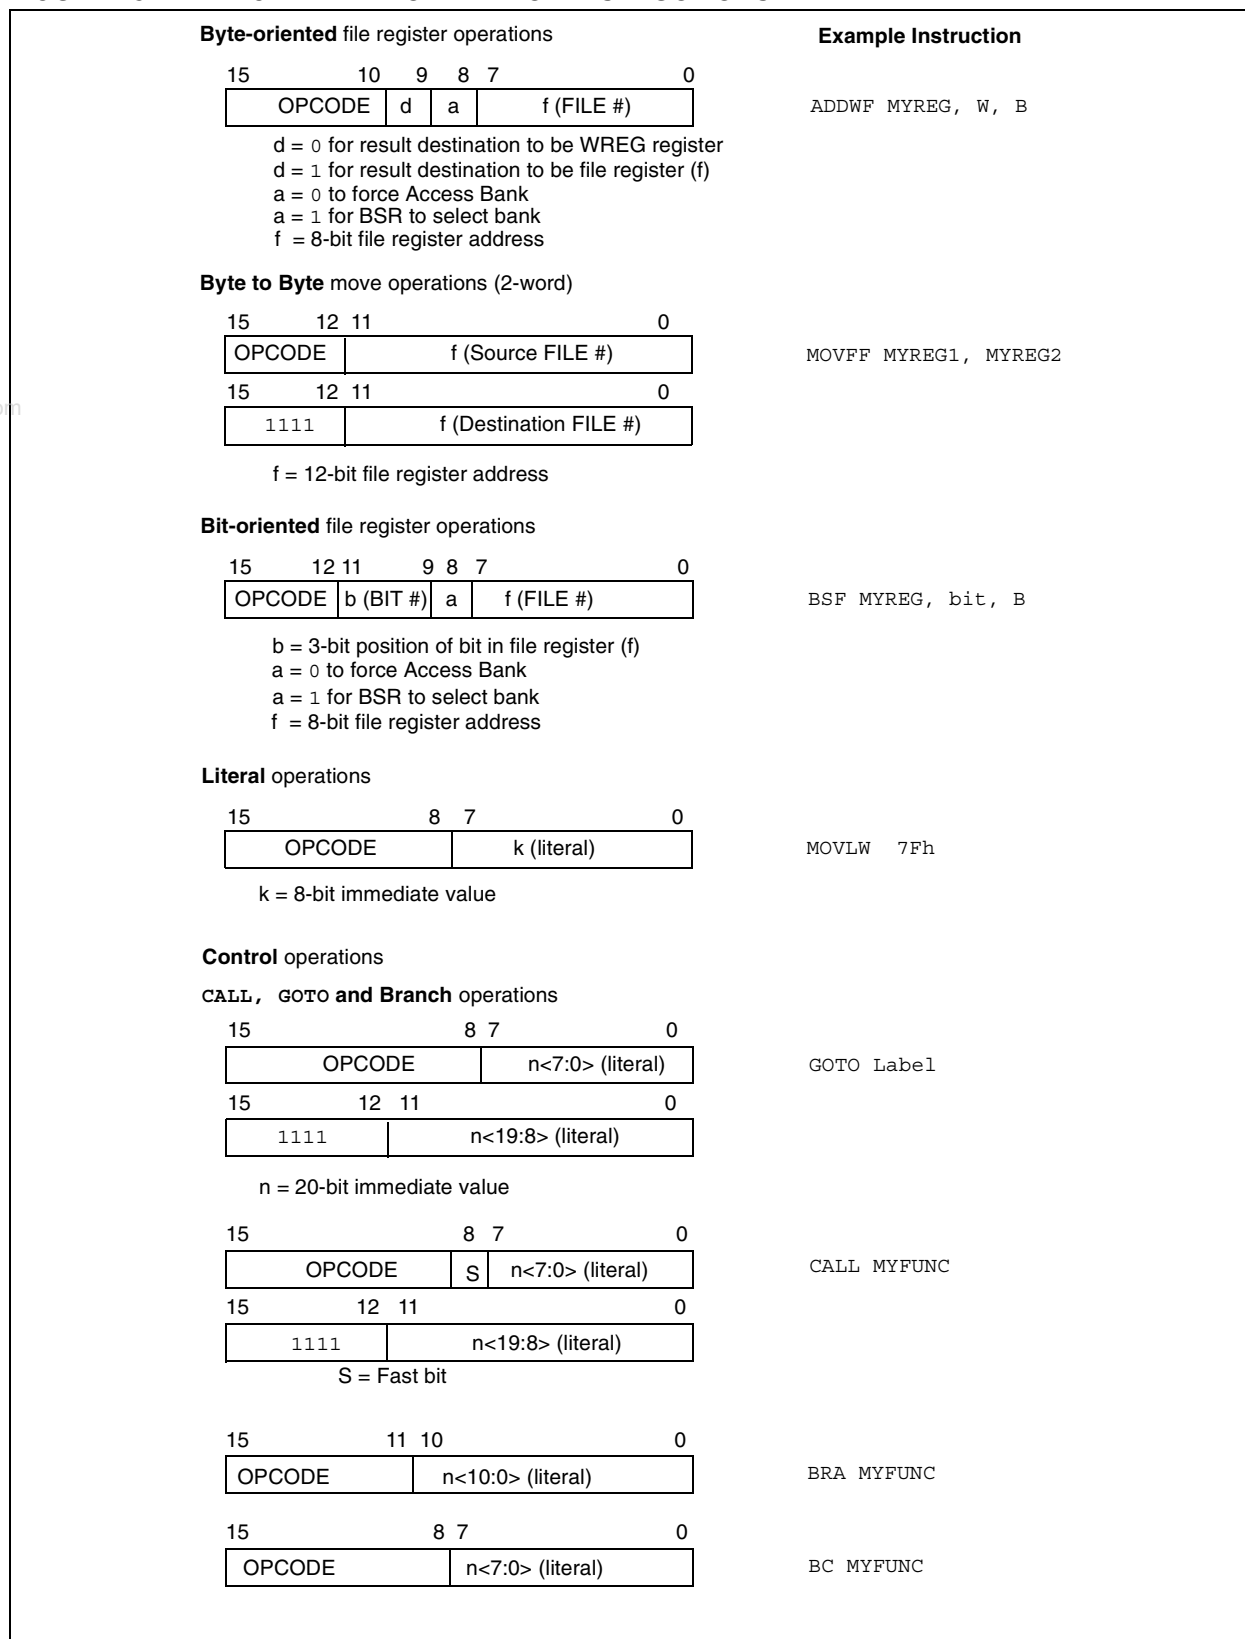 Byte-oriented file register operations Example Instruction
15 10 9 8 7 0
OPCODE d a f (FILE #) ADDWF MYREG, W, B
d = 0 for result destination to be WREG register
d = 1 for result destination to be file register (f)
a = 0 to force Access Bank
a = 1 for BSR to select bank
f = 8-bit file register address
Byte to Byte move operations (2-word)
15 12 11 0
OPCODE f (Source FILE #) MOVFF MYREG1, MYREG2
15 12 11 0
1111 f (Destination FILE #)
f = 12-bit file register address
Bit-oriented file register operations
15 12 11 9 8 7 0
OPCODE b (BIT #) a f (FILE #) BSF MYREG, bit, B
b = 3-bit position of bit in file register (f)
a = 0 to force Access Bank
a = 1 for BSR to select bank
f = 8-bit file register address
Literal operations
15 8 7 0
OPCODE k (literal) MOVLW 7Fh
k = 8-bit immediate value
Control operations
CALL, GOTO and Branch operations
15 8 7 0
OPCODE n<7:0> (literal) GOTO Label
15 12 11 0
1111 n<19:8> (literal)
n = 20-bit immediate value
15 8 7 0
OPCODE S n<7:0> (literal) CALL MYFUNC
15 12 11 0
1111 n<19:8> (literal)
S = Fast bit
15 11 10 0
OPCODE n<10:0> (literal) BRA MYFUNC
15 8 7 0
OPCODE n<7:0> (literal) BC MYFUNC